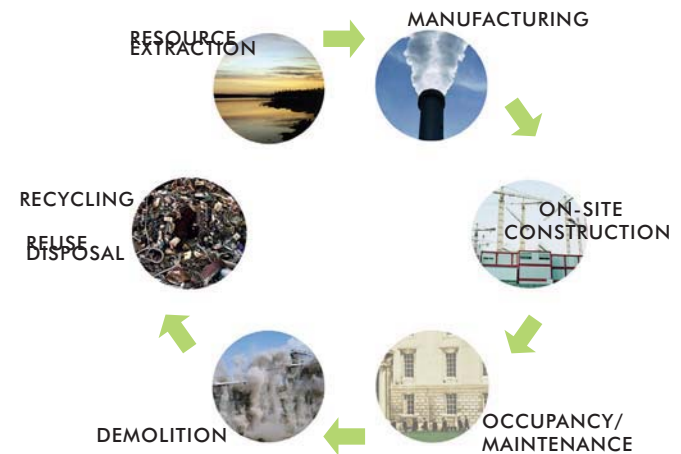 RESOURCE
EXTRACTION
MANUFACTURING
ON-SITE
CONSTRUCTION
OCCUPANCY/
MAINTENANCE
DEMOLITION
RECYCLING
REUSE
DISPOSAL